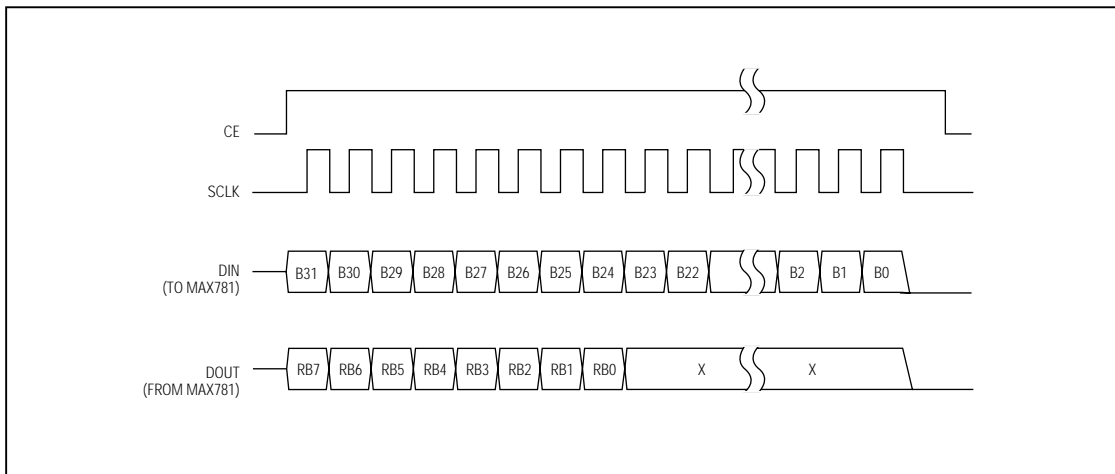 CE
SCLK
DIN
(TO MAX781)
B31 B30 B29 B28 B27 B26 B25 B24 B23 B22 B2 B1 B0
DOUT
(FROM MAX781)
RB7 RB6 RB5 RB4 RB3 RB2 RB1 RB0 X X